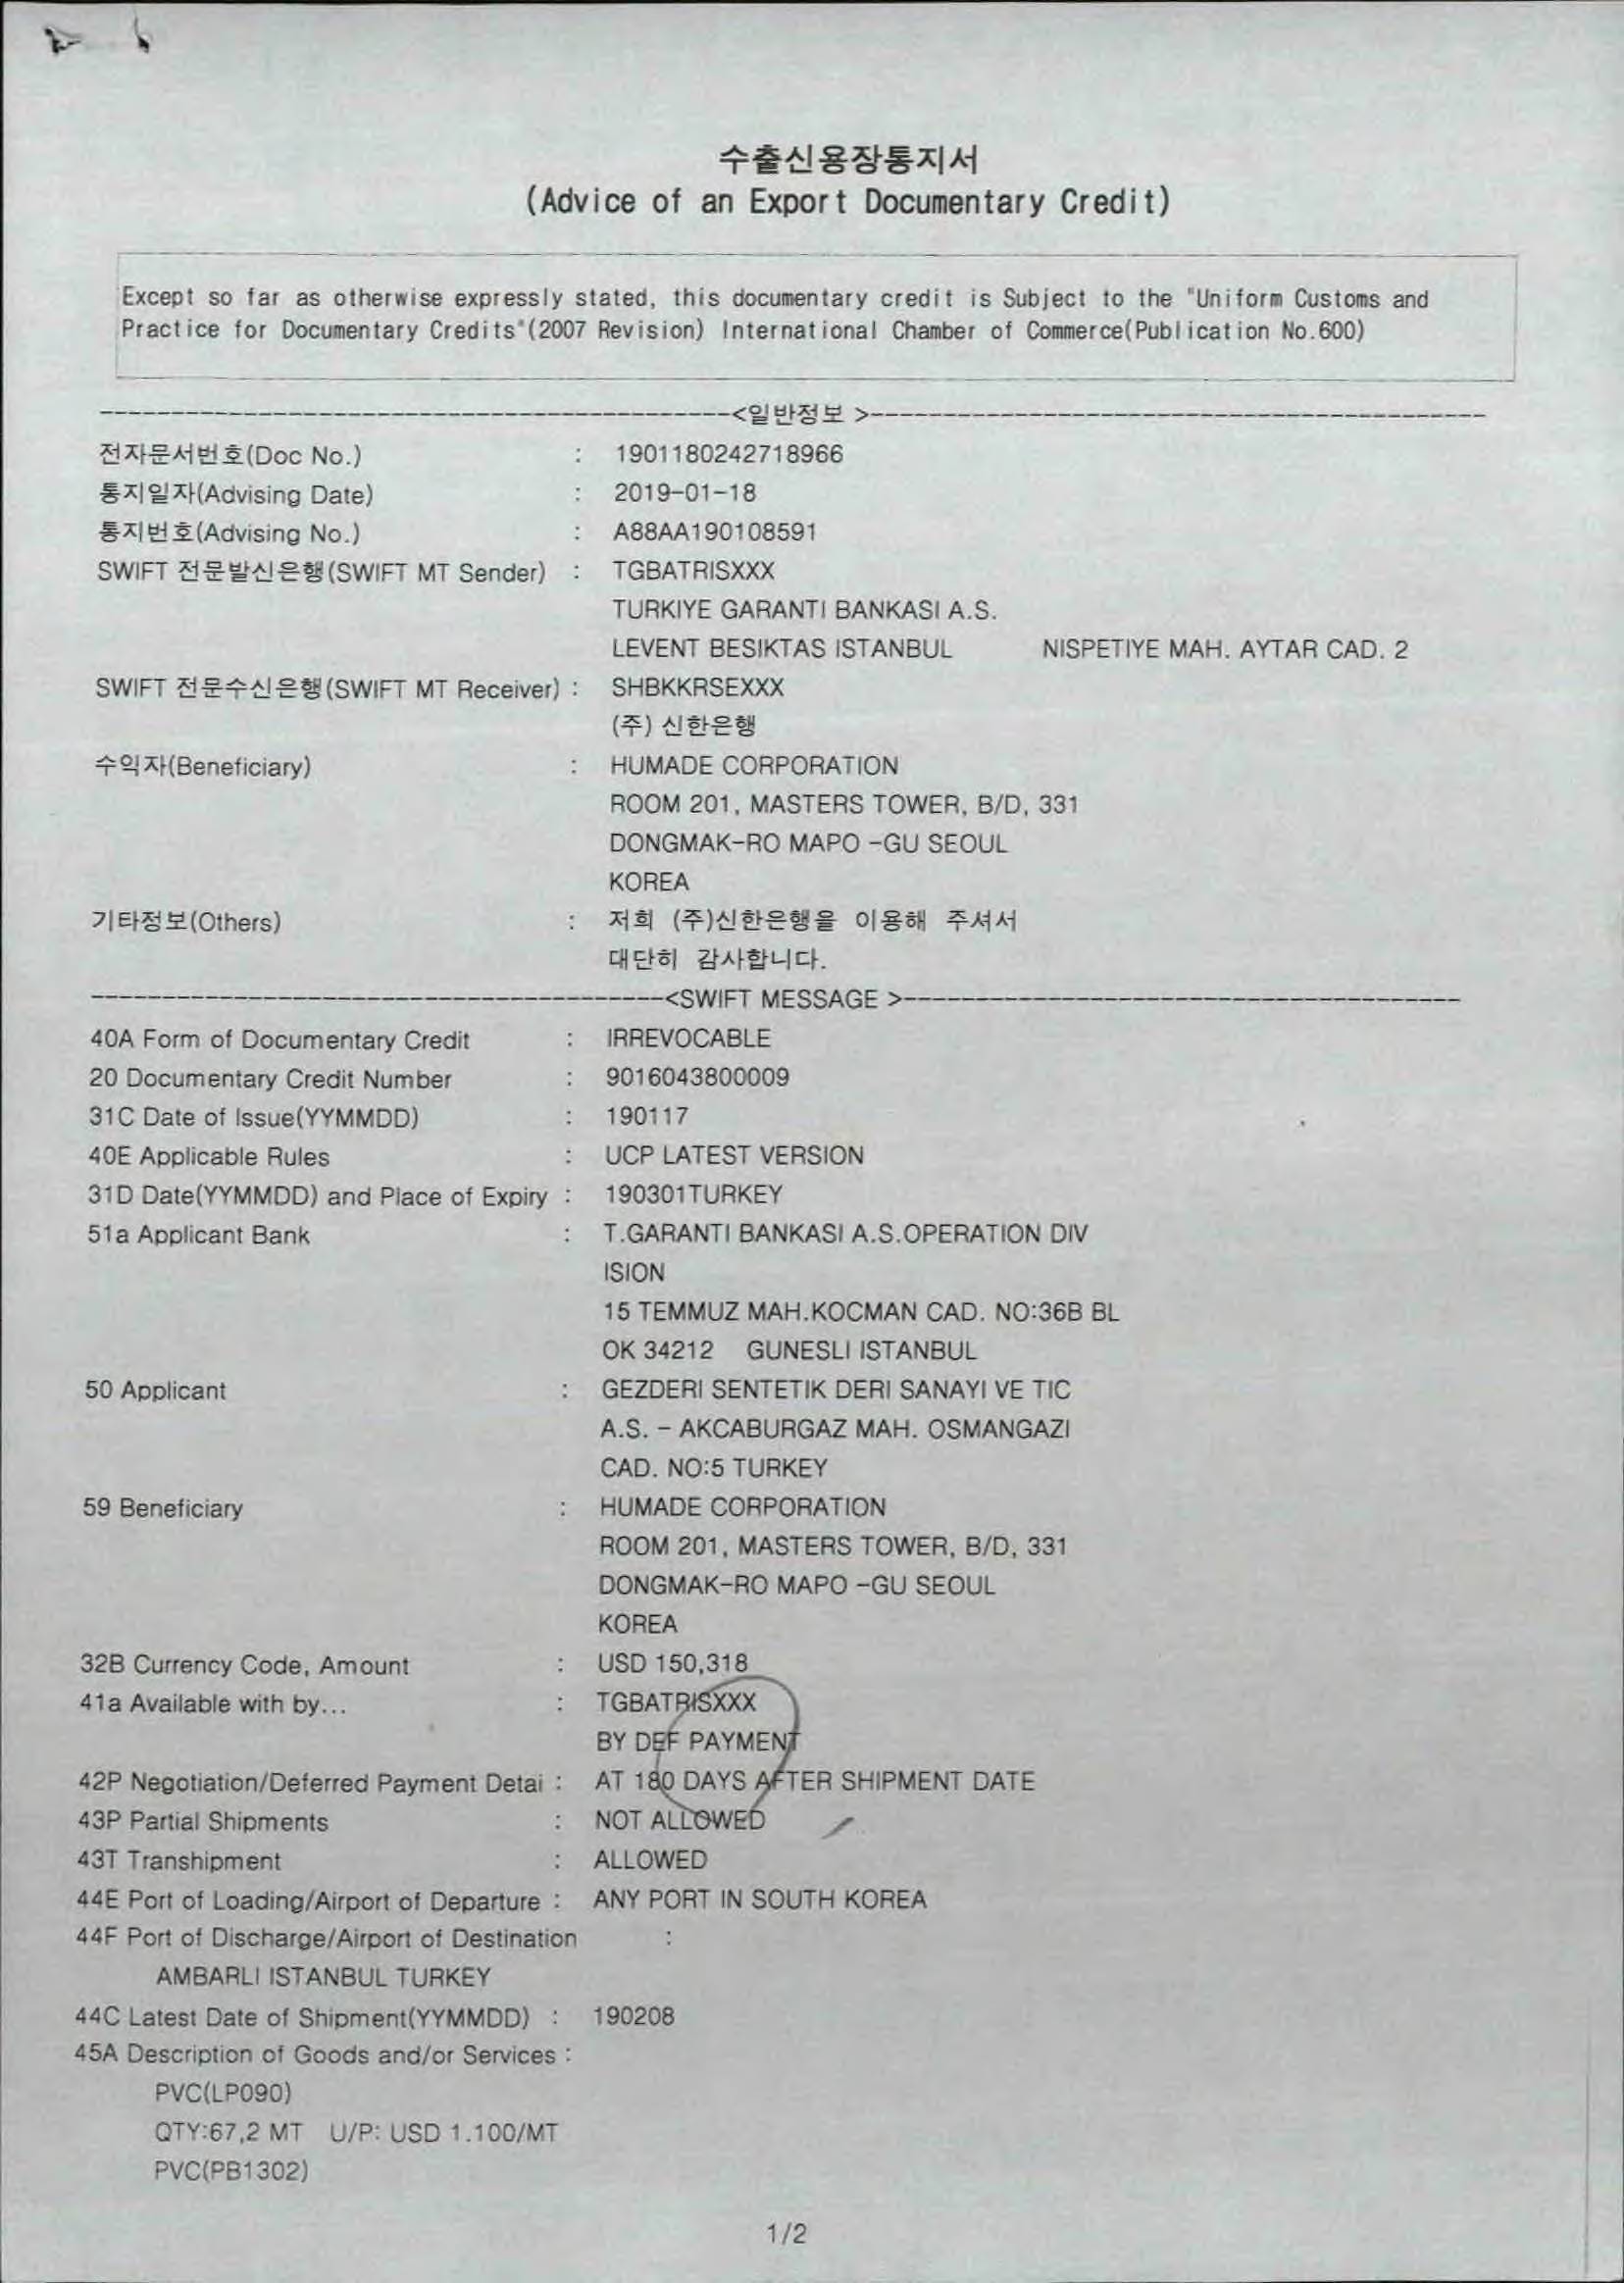 수출신용장통지서
(Advice of an Export Documentary Credit)
Except so far as otherwise expressly stated, this documentary credit is Subject to the "Uniform Customs and
Practice for Documentary Credits"(2007 Revision) International Chamber of Commerce(Publication No.600)
--------------------------------------------<일반정보 >--------------------------------------------
전자문서번호(Doc No.) : 1901180242718966
통지일자(Advising Date) : 2019-01-18
통지번호(Advising No.) : A88AA190108591
SWIFT 전문발신은행(SWIFT MT Sender) : TGBATRISXXX
TURKIYE GARANTI BANKASI A.S.
LEVENT BESIKTAS ISTANBUL NISPETIYE MAH. AYTAR CAD. 2
SWIFT 전문수신은행(SWIFT MT Receiver) : SHBKKRSEXXX
(주) 신한은행
수익자(Beneficiary) : HUMADE CORPORATION
ROOM 201, MASTERS TOWER, B/D, 331
DONGMAK-RO MAPO -GU SEOUL
KOREA
기타정보(Others) : 저희 (주)신한은행을 이용해 주셔서
대단히 감사합니다.
----------------------------------------<SWIFT MESSAGE >----------------------------------------
40A Form of Documentary Credit : IRREVOCABLE
20 Documentary Credit Number : 9016043800009
31C Date of Issue(YYMMDD) : 190117
40E Applicable Rules : UCP LATEST VERSION
31D Date(YYMMDD) and Place of Expiry : 190301TURKEY
51a Applicant Bank : T.GARANTI BANKASI A.S.OPERATION DIV
ISION
15 TEMMUZ MAH.KOCMAN CAD. NO:36B BL
OK 34212 GUNESLI ISTANBUL
50 Applicant : GEZDERI SENTETIK DERI SANAYI VE TIC
A.S. - AKCABURGAZ MAH. OSMANGAZI
CAD. NO:5 TURKEY
59 Beneficiary : HUMADE CORPORATION
ROOM 201, MASTERS TOWER, B/D, 331
DONGMAK-RO MAPO -GU SEOUL
KOREA
32B Currency Code, Amount : USD 150,318
41a Available with by... : TGBATRISXXX
BY DEF PAYMENT
42P Negotiation/Deferred Payment Detai : AT 180 DAYS AFTER SHIPMENT DATE
43P Partial Shipments : NOT ALLOWED
43T Transhipment : ALLOWED
44E Port of Loading/Airport of Departure : ANY PORT IN SOUTH KOREA
44F Port of Discharge/Airport of Destination :
AMBARLI ISTANBUL TURKEY
44C Latest Date of Shipment(YYMMDD) : 190208
45A Description of Goods and/or Services :
PVC(LP090)
QTY:67,2 MT U/P: USD 1.100/MT
PVC(PB1302)
1/2